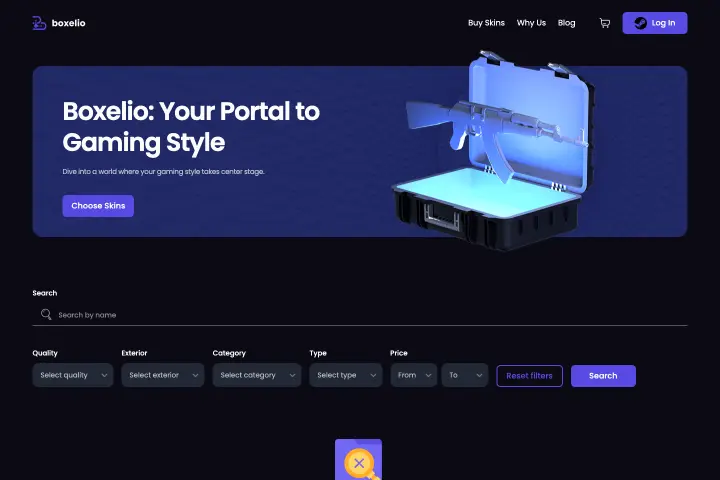 boxelio
Buy Skins
Why Us
Blog
Log In
Boxelio: Your Portal to
Gaming Style
Dive into a world where your gaming style takes center stage.
Choose Skins
Search
Search by name
Quality
Exterior
Category
Type
Price
Select quality
Select exterior
Select category
Select type
From
To
Reset filters
Search